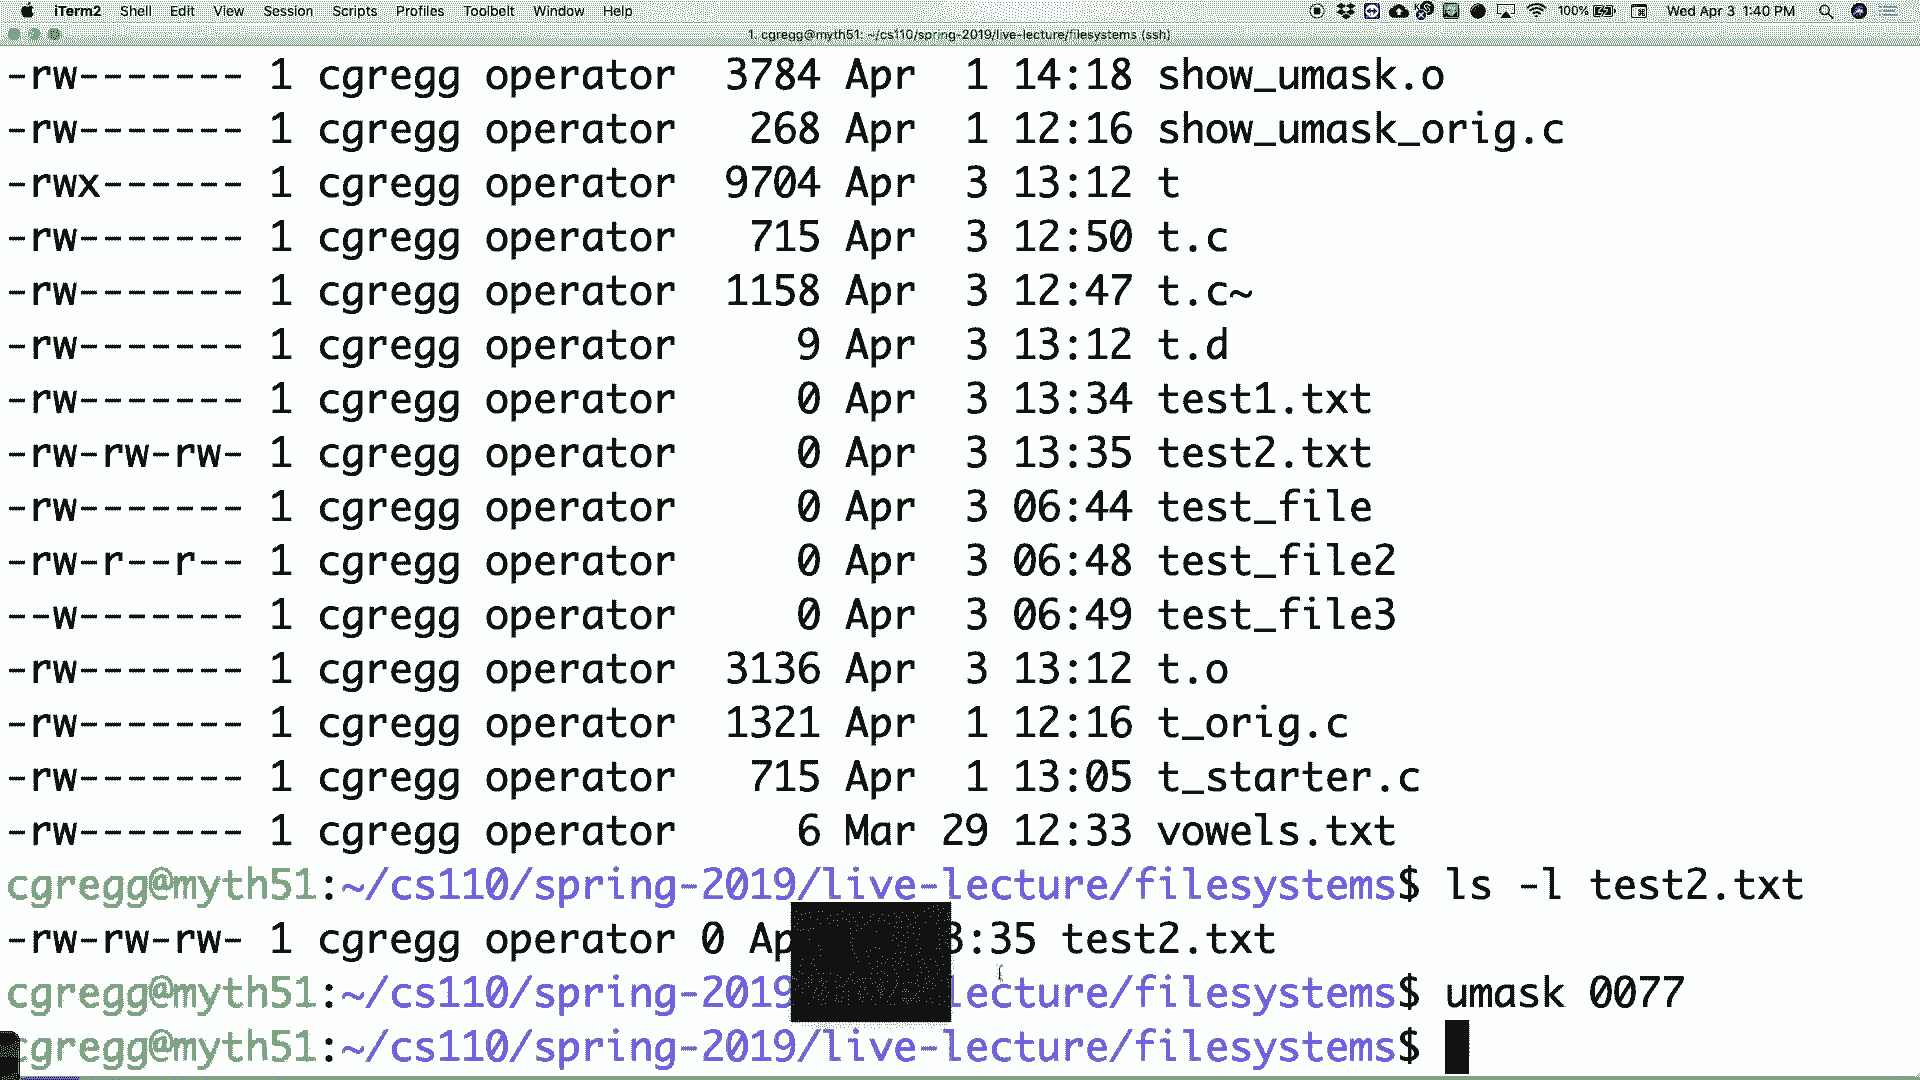 iTerm2 Shell Edit View Session Scripts Profiles Toolbelt Window Help 100% Wed Apr 3 1:40 PM
1. cgregg@myth51: ~/cs110/spring-2019/live-lecture/filesystems (ssh)
-rw------- 1 cgregg operator 3784 Apr 1 14:18 show_umask.o
-rw------- 1 cgregg operator 268 Apr 1 12:16 show_umask_orig.c
-rwx------ 1 cgregg operator 9704 Apr 3 13:12 t
-rw------- 1 cgregg operator 715 Apr 3 12:50 t.c
-rw------- 1 cgregg operator 1158 Apr 3 12:47 t.c~
-rw------- 1 cgregg operator 9 Apr 3 13:12 t.d
-rw------- 1 cgregg operator 0 Apr 3 13:34 test1.txt
-rw-rw-rw- 1 cgregg operator 0 Apr 3 13:35 test2.txt
-rw------- 1 cgregg operator 0 Apr 3 06:44 test_file
-rw-r--r-- 1 cgregg operator 0 Apr 3 06:48 test_file2
--w------- 1 cgregg operator 0 Apr 3 06:49 test_file3
-rw------- 1 cgregg operator 3136 Apr 3 13:12 t.o
-rw------- 1 cgregg operator 1321 Apr 1 12:16 t_orig.c
-rw------- 1 cgregg operator 715 Apr 1 13:05 t_starter.c
-rw------- 1 cgregg operator 6 Mar 29 12:33 vowels.txt
cgregg@myth51:~/cs110/spring-2019/live-lecture/filesystems$ ls -l test2.txt
-rw-rw-rw- 1 cgregg operator 0 Ap 3:35 test2.txt
cgregg@myth51:~/cs110/spring-2019 lecture/filesystems$ umask 0077
cgregg@myth51:~/cs110/spring-2019/live-lecture/filesystems$